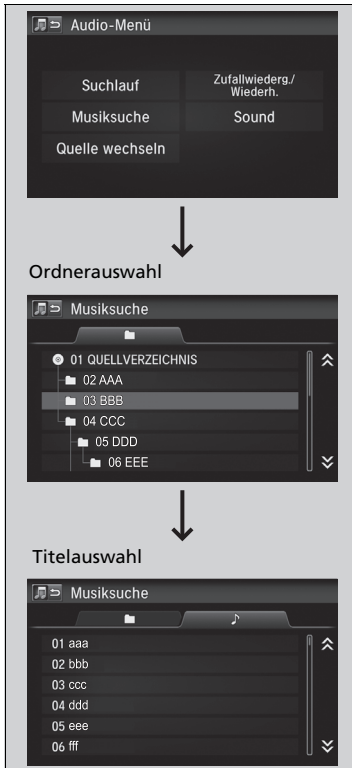 Audio-Menü
Suchlauf
Zufallwiederg./
Wiederh.
Musiksuche
Sound
Quelle wechseln
Ordnerauswahl
Musiksuche
01 QUELLVERZEICHNIS
02 AAA
03 BBB
04 CCC
05 DDD
06 EEE
Titelauswahl
Musiksuche
01 aaa
02 bbb
03 ccc
04 ddd
05 eee
06 fff